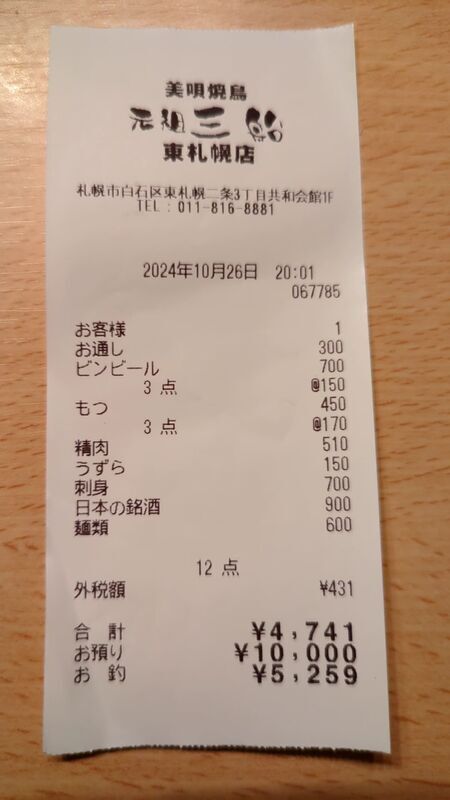 美唄焼鳥
元祖 三船
東札幌店
札幌市白石区東札幌二条3丁目共和会館1F
TEL : 011-816-8881
2024年10月26日 20:01
067785
お客様 1
お通し 300
ビンビール 700
3 点 @150
もつ 450
3 点 @170
精肉 510
うずら 150
刺身 700
日本の銘酒 900
麺類 600
12 点
外税額 ¥431
合 計 ¥4,741
お預り ¥10,000
お 釣 ¥5,259